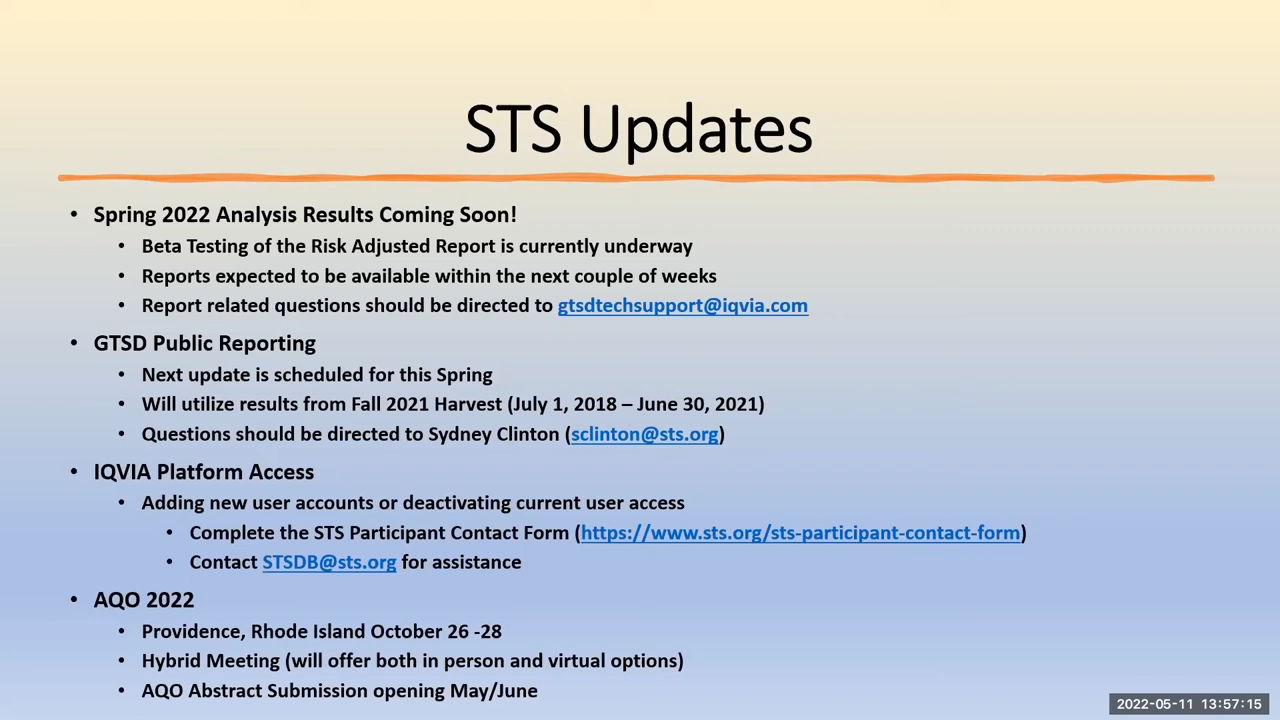 STS Updates
• Spring 2022 Analysis Results Coming Soon!
• Beta Testing of the Risk Adjusted Report is currently underway
• Reports expected to be available within the next couple of weeks
• Report related questions should be directed to gtsdtechsupport@iqvia.com
• GTSD Public Reporting
• Next update is scheduled for this Spring
• Will utilize results from Fall 2021 Harvest (July 1, 2018 – June 30, 2021)
• Questions should be directed to Sydney Clinton (sclinton@sts.org)
• IQVIA Platform Access
• Adding new user accounts or deactivating current user access
• Complete the STS Participant Contact Form (https://www.sts.org/sts-participant-contact-form)
• Contact STSDB@sts.org for assistance
• AQO 2022
• Providence, Rhode Island October 26 -28
• Hybrid Meeting (will offer both in person and virtual options)
• AQO Abstract Submission opening May/June
2022-05-11 13:57:15